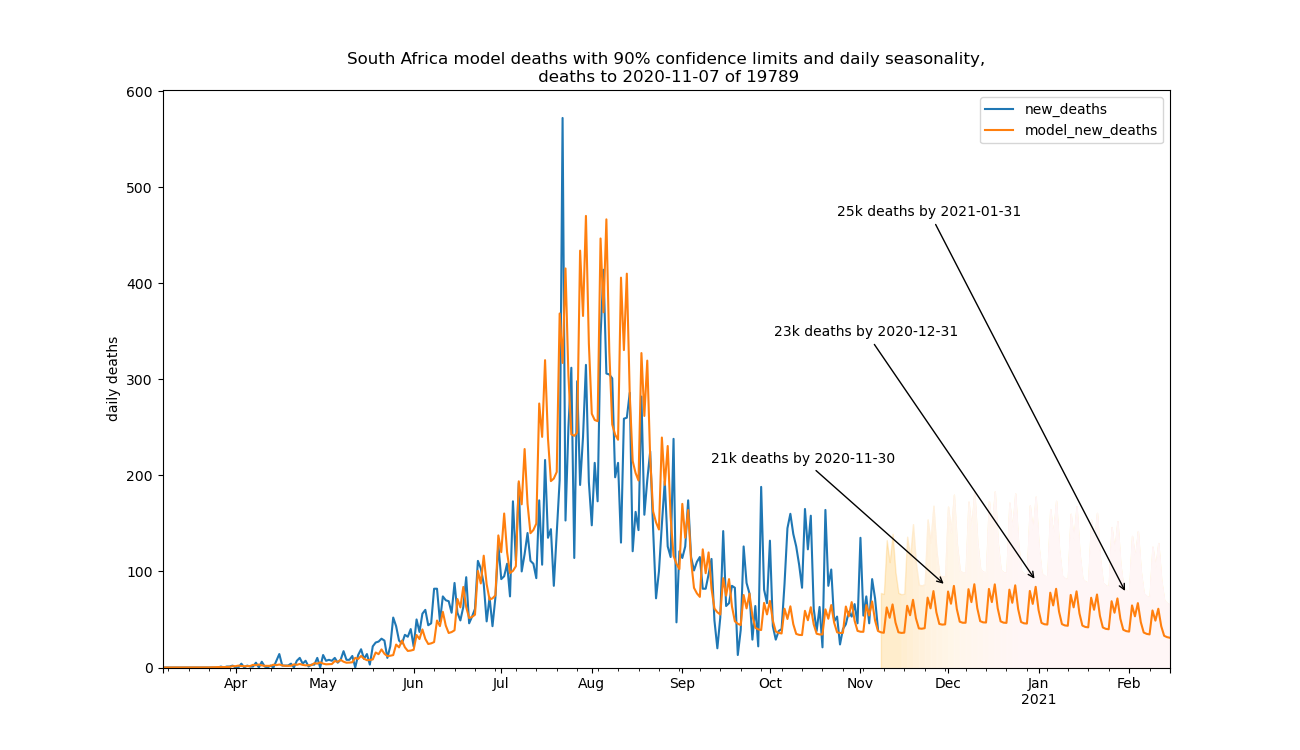 South Africa model deaths with 90% confidence limits and daily seasonality,
deaths to 2020-11-07 of 19789
600
500
400
300
200
100
0
daily deaths
new_deaths
model_new_deaths
25k deaths by 2021-01-31
23k deaths by 2020-12-31
21k deaths by 2020-11-30
Apr May Jun Jul Aug Sep Oct Nov Dec Jan Feb
2021